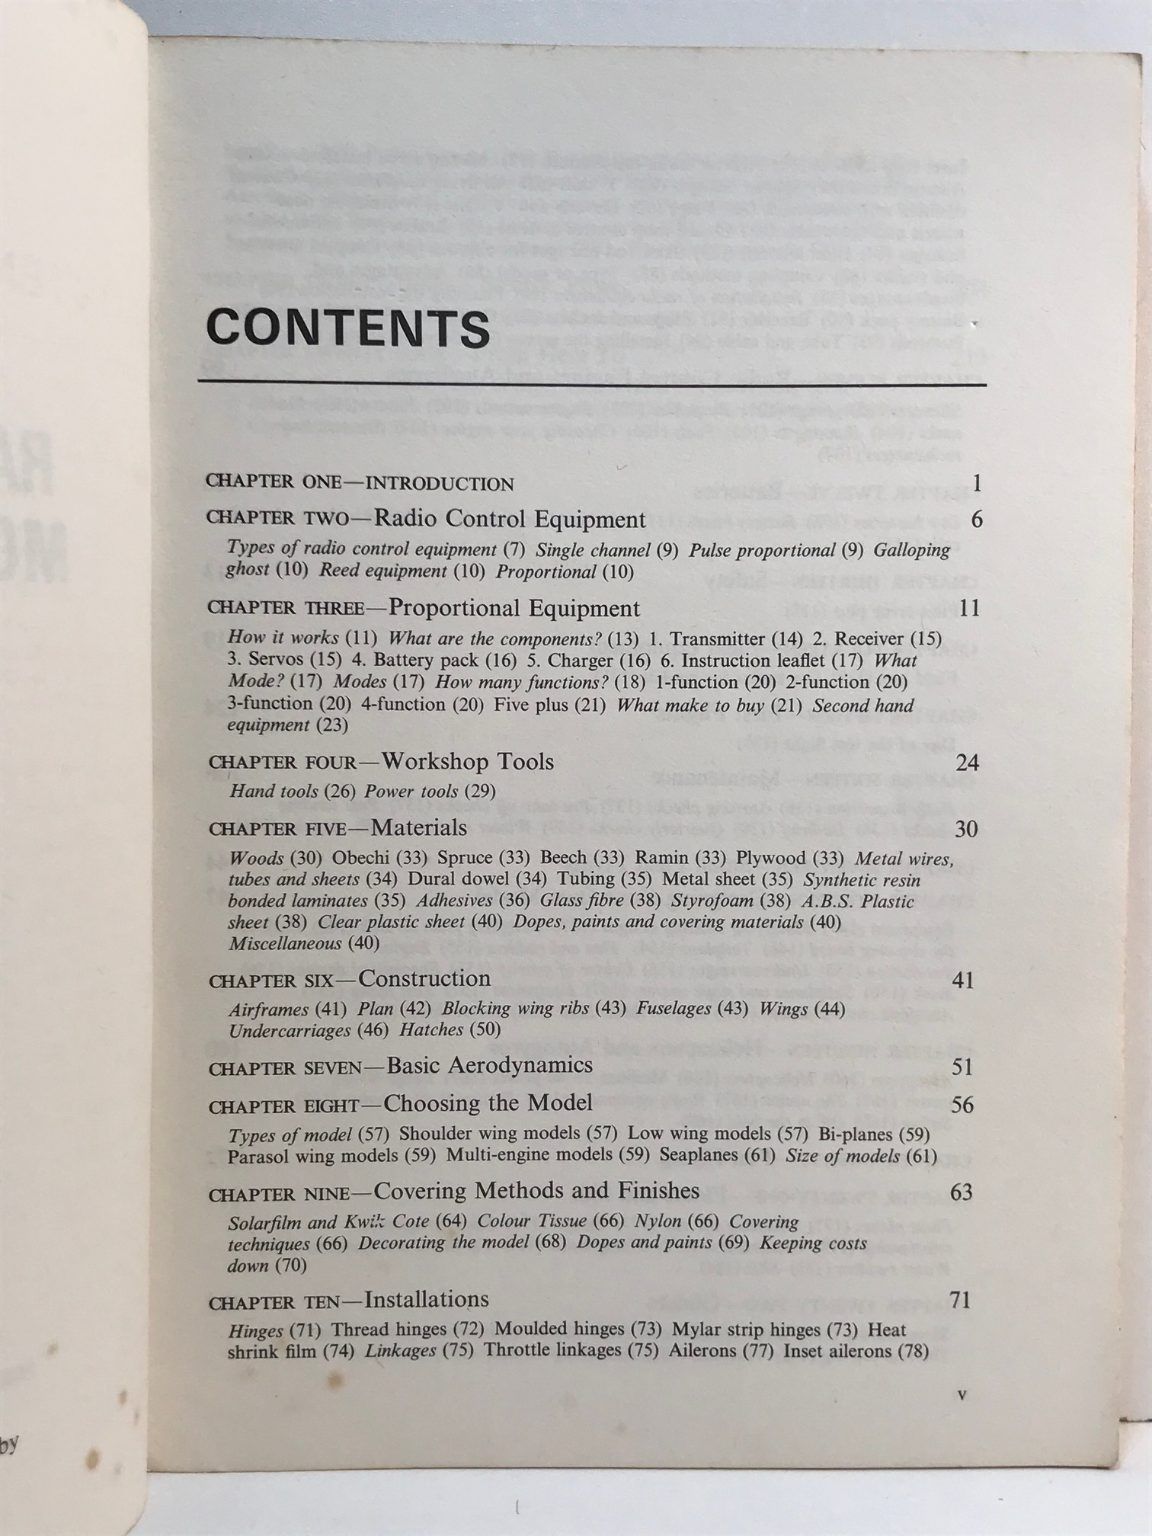 CONTENTS
CHAPTER ONE—INTRODUCTION 1
CHAPTER TWO—Radio Control Equipment 6
Types of radio control equipment (7) Single channel (9) Pulse proportional (9) Galloping
ghost (10) Reed equipment (10) Proportional (10)
CHAPTER THREE—Proportional Equipment 11
How it works (11) What are the components? (13) 1. Transmitter (14) 2. Receiver (15)
3. Servos (15) 4. Battery pack (16) 5. Charger (16) 6. Instruction leaflet (17) What
Mode? (17) Modes (17) How many functions? (18) 1-function (20) 2-function (20)
3-function (20) 4-function (20) Five plus (21) What make to buy (21) Second hand
equipment (23)
CHAPTER FOUR—Workshop Tools 24
Hand tools (26) Power tools (29)
CHAPTER FIVE—Materials 30
Woods (30) Obechi (33) Spruce (33) Beech (33) Ramin (33) Plywood (33) Metal wires,
tubes and sheets (34) Dural dowel (34) Tubing (35) Metal sheet (35) Synthetic resin
bonded laminates (35) Adhesives (36) Glass fibre (38) Styrofoam (38) A.B.S. Plastic
sheet (38) Clear plastic sheet (40) Dopes, paints and covering materials (40)
Miscellaneous (40)
CHAPTER SIX—Construction 41
Airframes (41) Plan (42) Blocking wing ribs (43) Fuselages (43) Wings (44)
Undercarriages (46) Hatches (50)
CHAPTER SEVEN—Basic Aerodynamics 51
CHAPTER EIGHT—Choosing the Model 56
Types of model (57) Shoulder wing models (57) Low wing models (57) Bi-planes (59)
Parasol wing models (59) Multi-engine models (59) Seaplanes (61) Size of models (61)
CHAPTER NINE—Covering Methods and Finishes 63
Solarfilm and Kwik Cote (64) Colour Tissue (66) Nylon (66) Covering
techniques (66) Decorating the model (68) Dopes and paints (69) Keeping costs
down (70)
CHAPTER TEN—Installations 71
Hinges (71) Thread hinges (72) Moulded hinges (73) Mylar strip hinges (73) Heat
shrink film (74) Linkages (75) Throttle linkages (75) Ailerons (77) Inset ailerons (78)
v
by